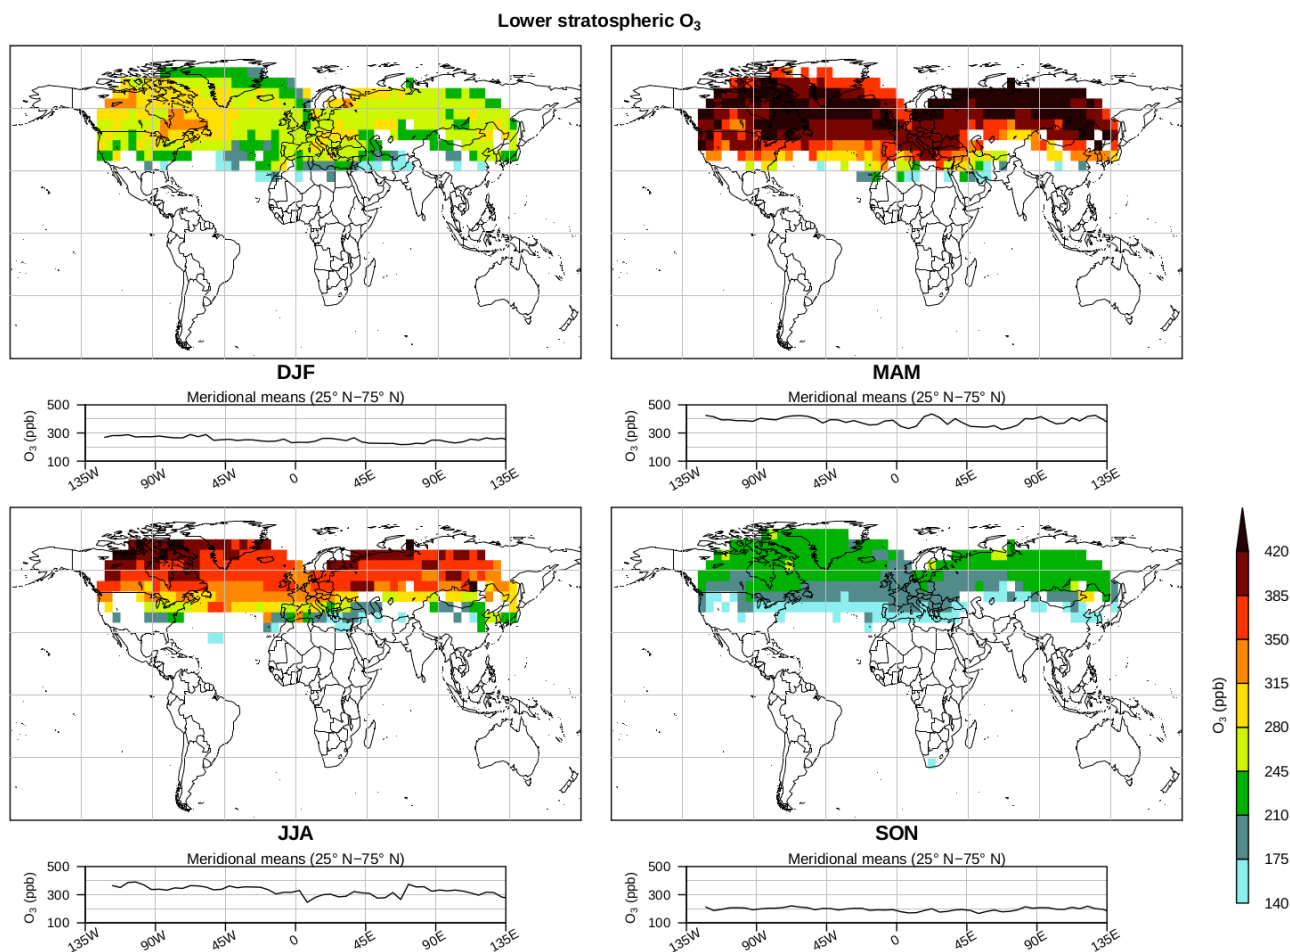 Lower stratospheric O₃
DJF
MAM
Meridional means (25° N−75° N)
O₃ (ppb)
500
300
100
135W 90W 45W 0 45E 90E 135E
Meridional means (25° N−75° N)
O₃ (ppb)
500
300
100
135W 90W 45W 0 45E 90E 135E
JJA
SON
Meridional means (25° N−75° N)
O₃ (ppb)
500
300
100
135W 90W 45W 0 45E 90E 135E
Meridional means (25° N−75° N)
O₃ (ppb)
500
300
100
135W 90W 45W 0 45E 90E 135E
O₃ (ppb)
420
385
350
315
280
245
210
175
140